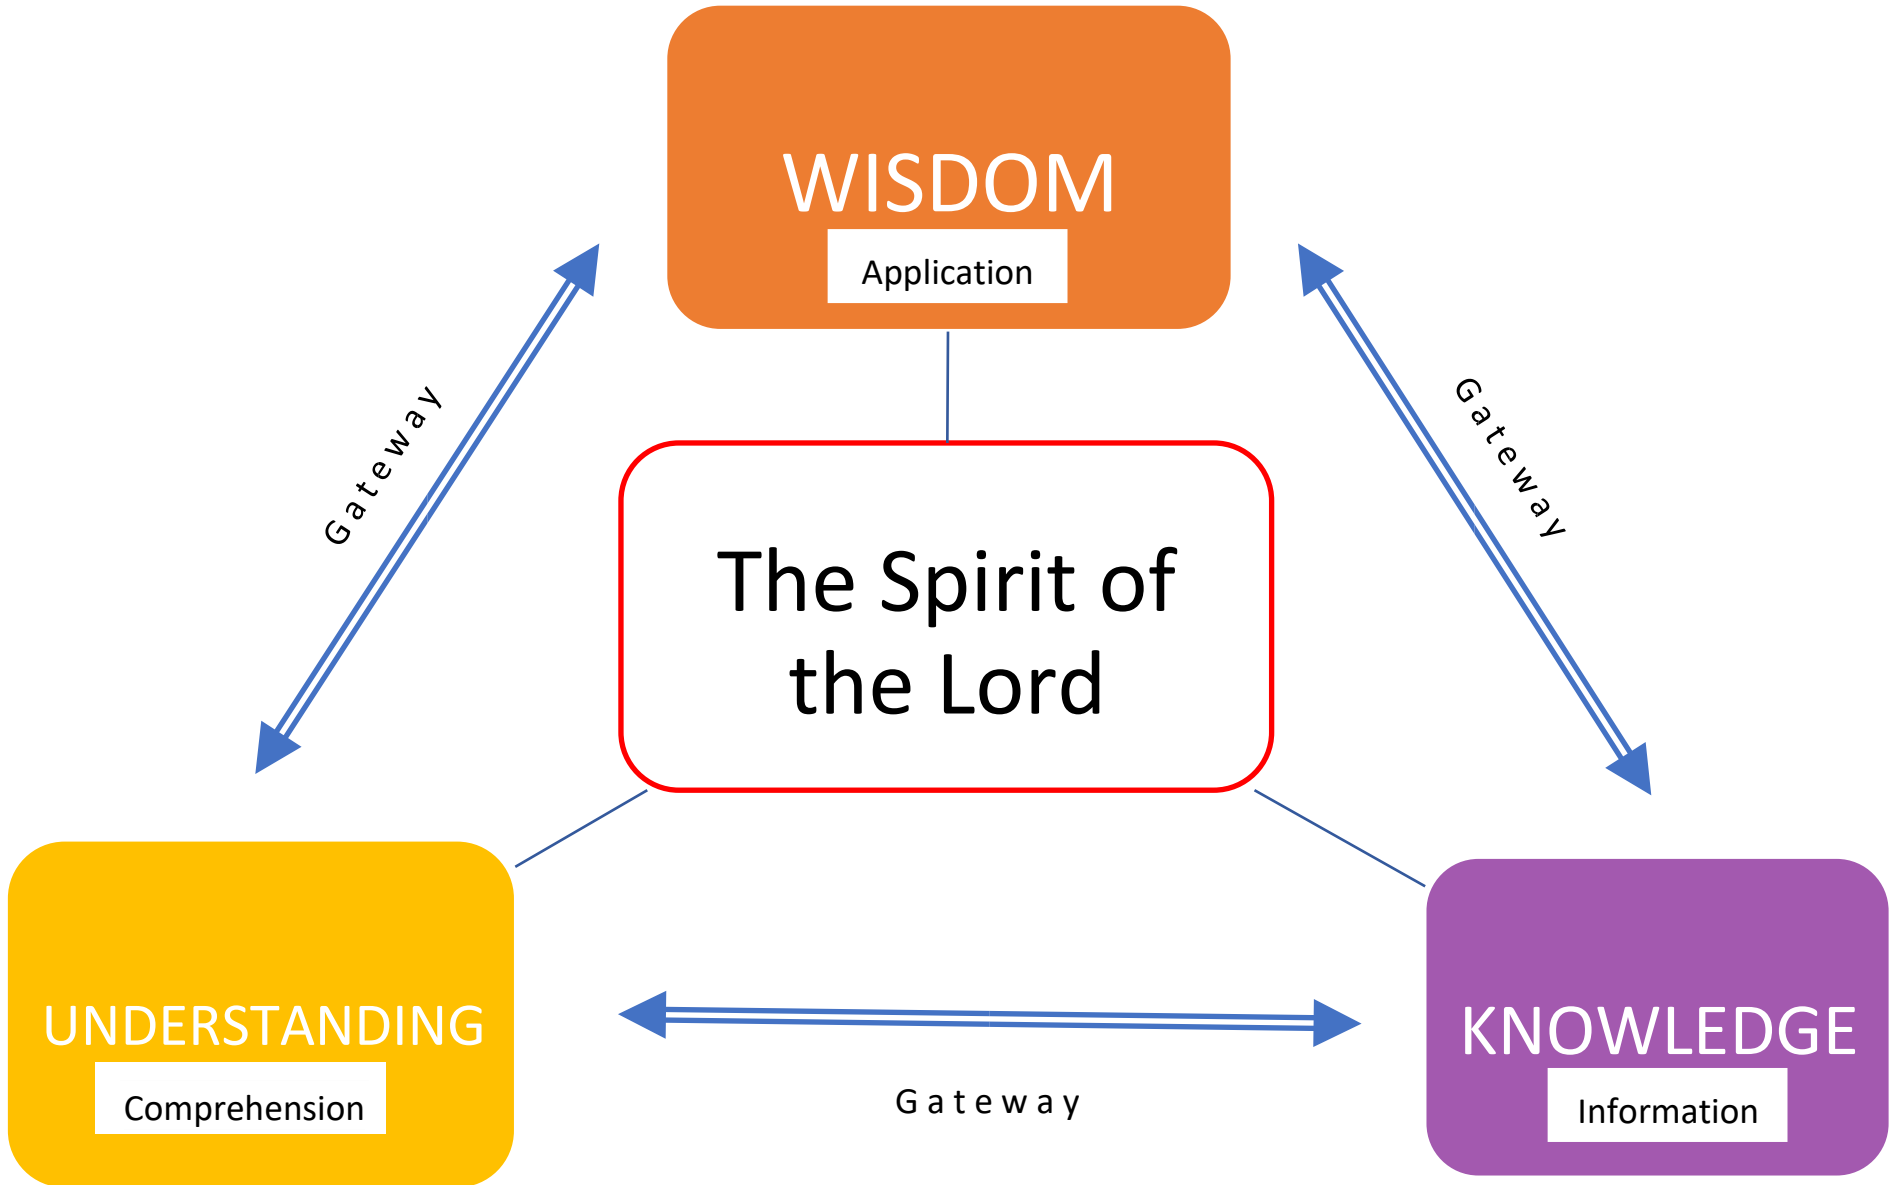 WISDOM
Application
Gateway
Gateway
The Spirit of
the Lord
UNDERSTANDING
Comprehension
Gateway
KNOWLEDGE
Information